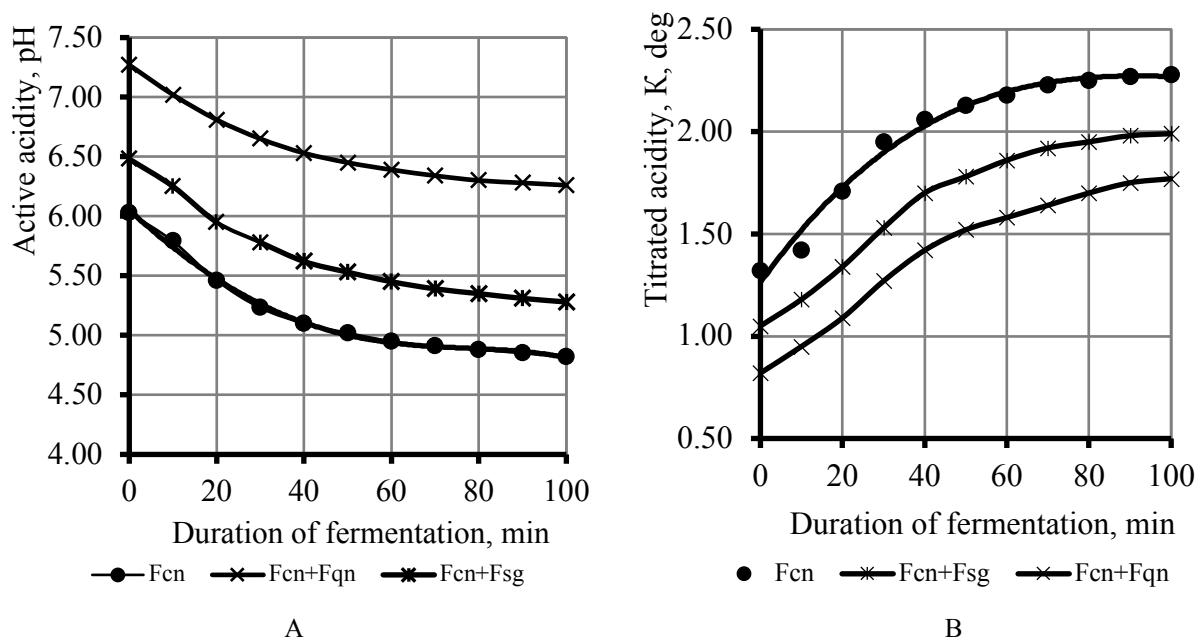 Active acidity, pH
7.50
7.00
6.50
6.00
5.50
5.00
4.50
4.00
0 20 40 60 80 100
Duration of fermentation, min
Fcn Fcn+Fqn Fcn+Fsg
A
Titrated acidity, K, deg
2.50
2.00
1.50
1.00
0.50
0 20 40 60 80 100
Duration of fermentation, min
Fcn Fcn+Fsg Fcn+Fqn
B